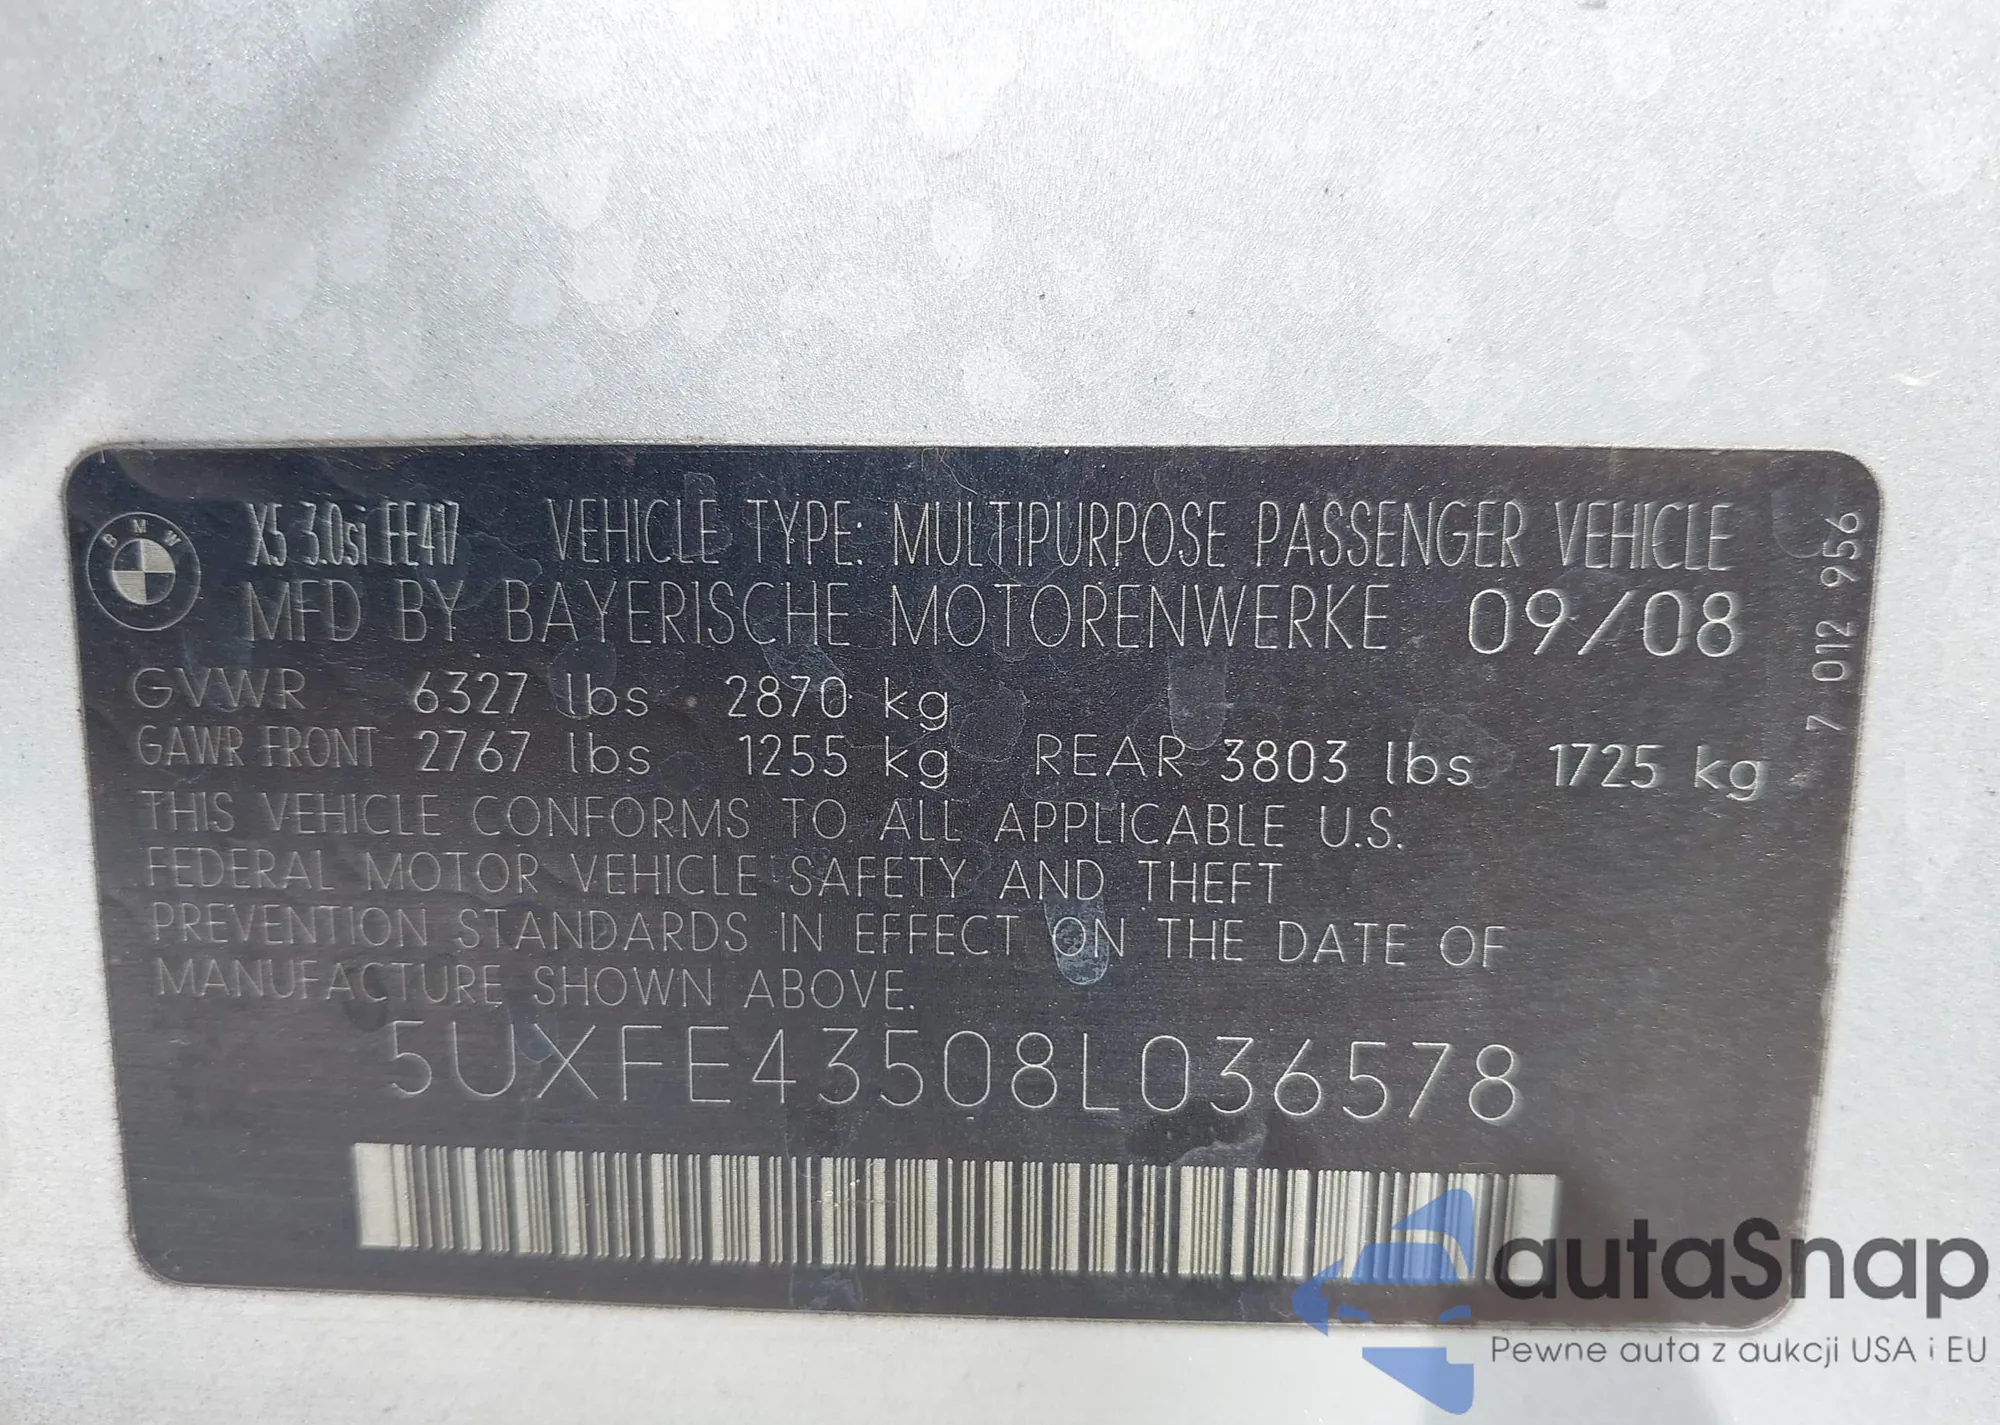 BMW
X5 3.0si FE417 VEHICLE TYPE: MULTIPURPOSE PASSENGER VEHICLE
MFD BY BAYERISCHE MOTORENWERKE 09/08
GVWR 6327 lbs 2870 kg
GAWR FRONT 2767 lbs 1255 kg REAR 3803 lbs 1725 kg
THIS VEHICLE CONFORMS TO ALL APPLICABLE U.S.
FEDERAL MOTOR VEHICLE SAFETY AND THEFT
PREVENTION STANDARDS IN EFFECT ON THE DATE OF
MANUFACTURE SHOWN ABOVE.
5UXFE43508L036578
7 012 956
autaSnap
Pewne auta z aukcji USA i EU